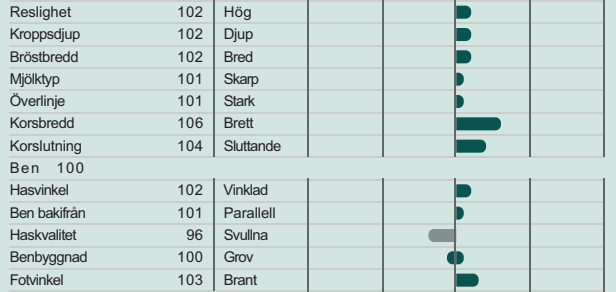 Reslighet 102 Hög
Kroppsdjup 102 Djup
Bröstbredd 102 Bred
Mjölktyp 101 Skarp
Överlinje 101 Stark
Korsbredd 106 Brett
Korslutning 104 Sluttande
Ben 100
Hasvinkel 102 Vinklad
Ben bakifrån 101 Parallell
Haskvalitet 96 Svullna
Benbyggnad 100 Grov
Fotvinkel 103 Brant